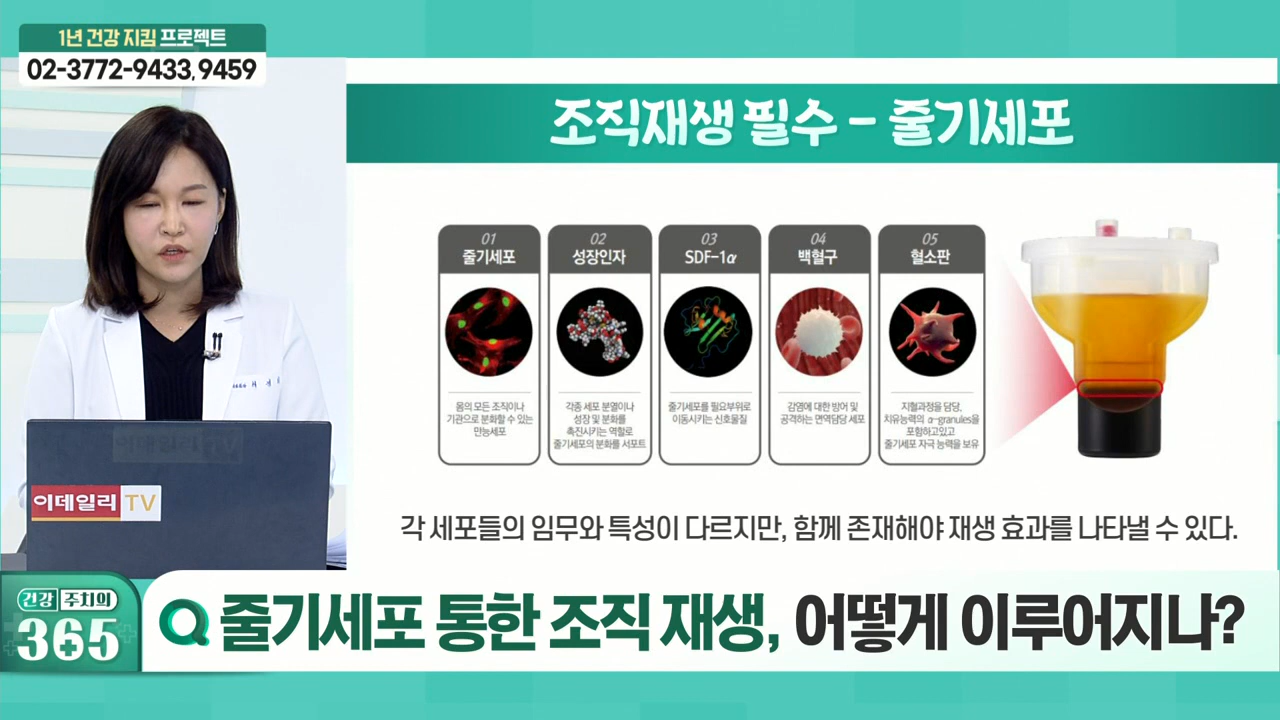 1년 건강 지킴 프로젝트
02-3772-9433, 9459
조직재생 필수 - 줄기세포
01
줄기세포
몸의 모든 조직이나
기관으로 분화할 수 있는
만능세포
02
성장인자
각종 세포 분열이나
성장 및 분화를
촉진시키는 역할로
줄기세포의 분화를 서포트
03
SDF-1α
줄기세포를 필요부위로
이동시키는 신호물질
04
백혈구
감염에 대한 방어 및
공격하는 면역담당 세포
05
혈소판
지혈과정을 담당,
치유능력의 α-granules을
포함하고있고
줄기세포 자극 능력을 보유
각 세포들의 임무와 특성이 다르지만, 함께 존재해야 재생 효과를 나타낼 수 있다.
이데일리 TV
건강 주치의
365
Q 줄기세포 통한 조직 재생, 어떻게 이루어지나?